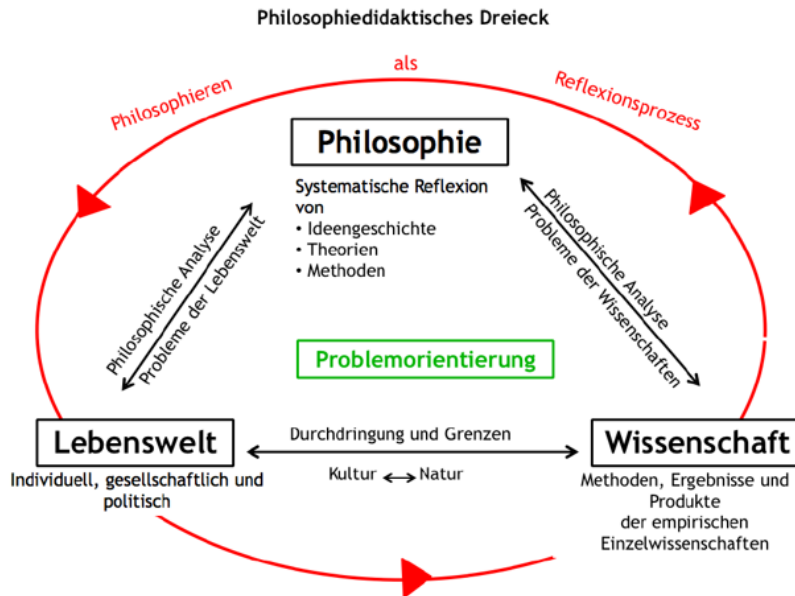 Philosophiedidaktisches Dreieck
Philosophieren als Reflexionsprozess
Philosophie
Systematische Reflexion
von
• Ideengeschichte
• Theorien
• Methoden
Philosophische Analyse
Probleme der Lebenswelt
Philosophische Analyse
Probleme der Wissenschaften
Problemorientierung
Lebenswelt
Individuell, gesellschaftlich und
politisch
Durchdringung und Grenzen
Kultur ↔ Natur
Wissenschaft
Methoden, Ergebnisse und
Produkte
der empirischen
Einzelwissenschaften